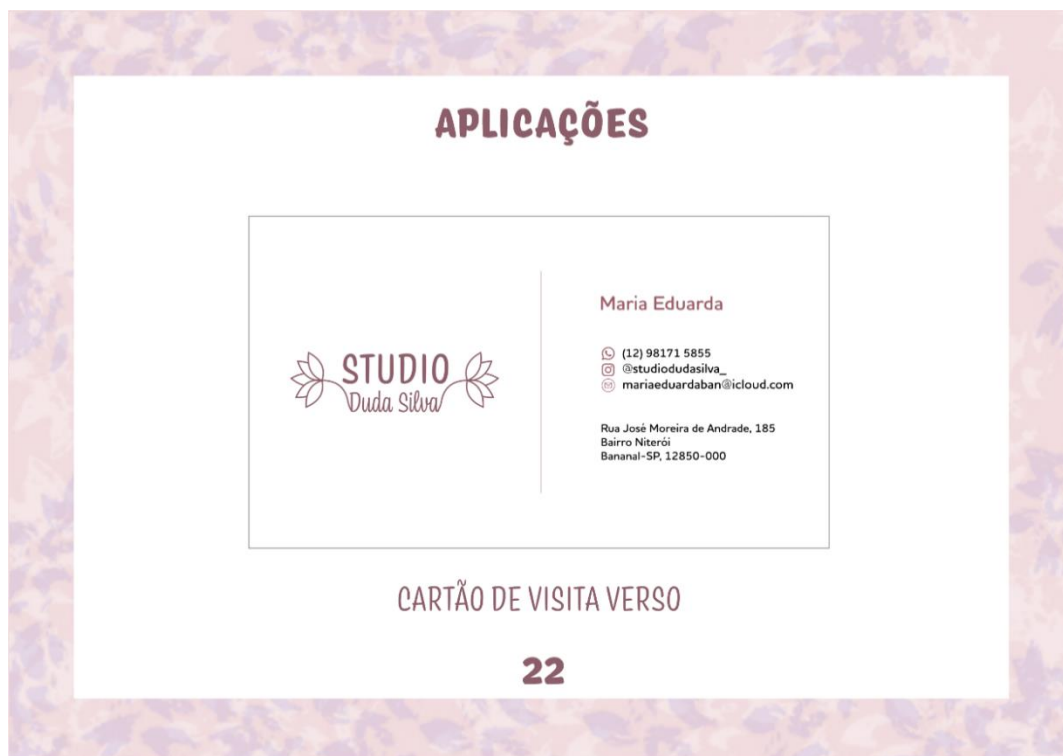 APLICAÇÕES
STUDIO
Duda Silva
Maria Eduarda
(12) 98171 5855
@studiodudasilva_
mariaeduardaban@icloud.com
Rua José Moreira de Andrade, 185
Bairro Niterói
Bananal-SP, 12850-000
CARTÃO DE VISITA VERSO
22